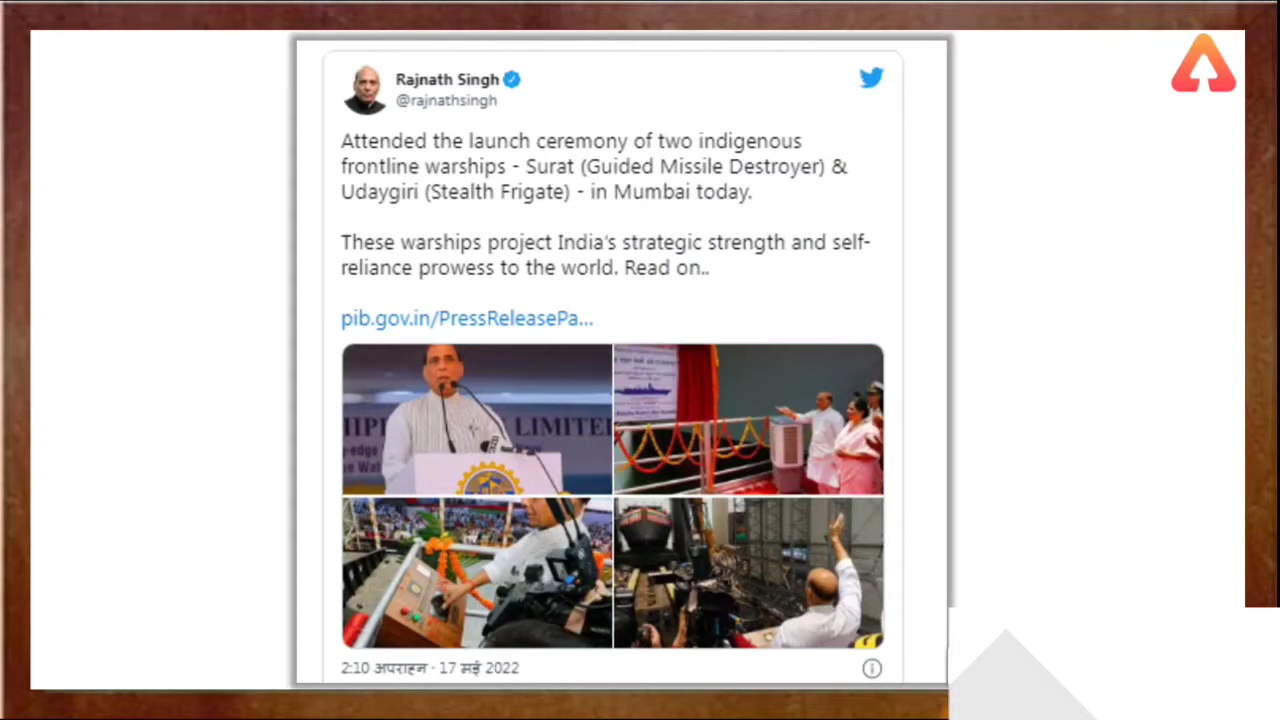 Rajnath Singh
@rajnathsingh
Attended the launch ceremony of two indigenous
frontline warships - Surat (Guided Missile Destroyer) &
Udaygiri (Stealth Frigate) - in Mumbai today.
These warships project India's strategic strength and self-
reliance prowess to the world. Read on..
pib.gov.in/PressReleasePa...
LIMITE
2:10 अपराह्न · 17 मई 2022